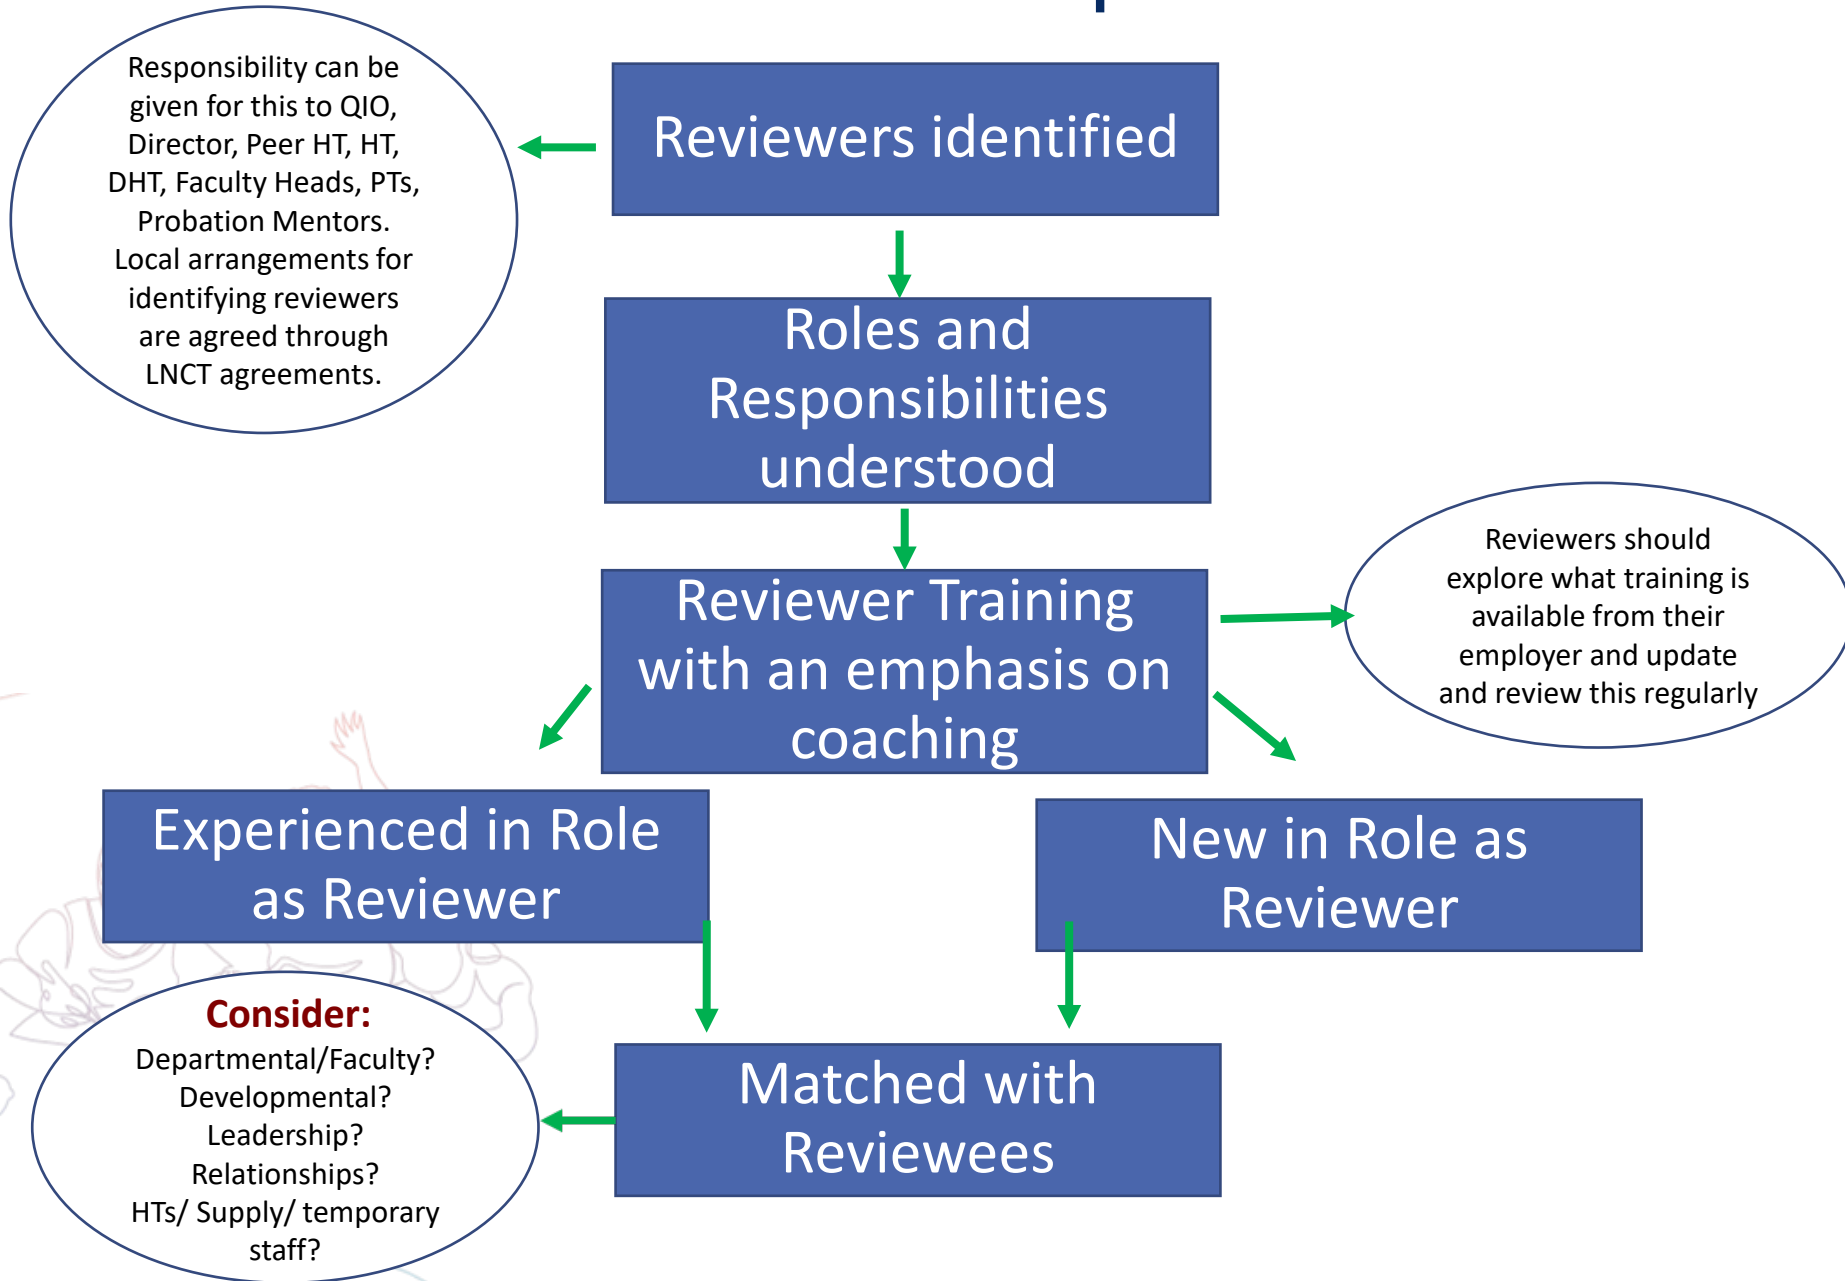 Responsibility can be
given for this to QIO,
Director, Peer HT, HT,
DHT, Faculty Heads, PTs,
Probation Mentors.
Local arrangements for
identifying reviewers
are agreed through
LNCT agreements.
Reviewers identified
Roles and
Responsibilities
understood
Reviewer Training
with an emphasis on
coaching
Reviewers should
explore what training is
available from their
employer and update
and review this regularly
Experienced in Role
as Reviewer
New in Role as
Reviewer
Consider:
Departmental/Faculty?
Developmental?
Leadership?
Relationships?
HTs/ Supply/ temporary
staff?
Matched with
Reviewees